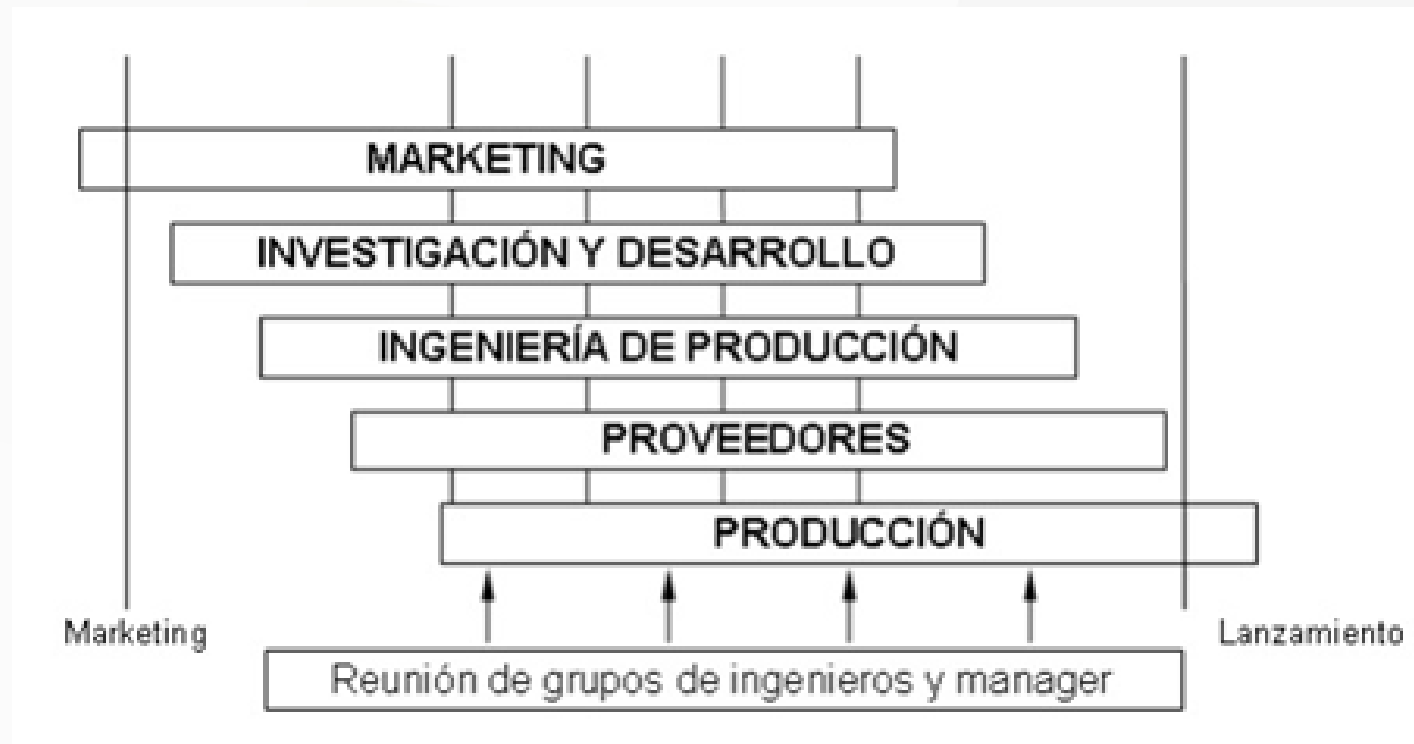 MARKETING
INVESTIGACIÓN Y DESARROLLO
INGENIERÍA DE PRODUCCIÓN
PROVEEDORES
PRODUCCIÓN
Marketing
Lanzamiento
Reunión de grupos de ingenieros y manager